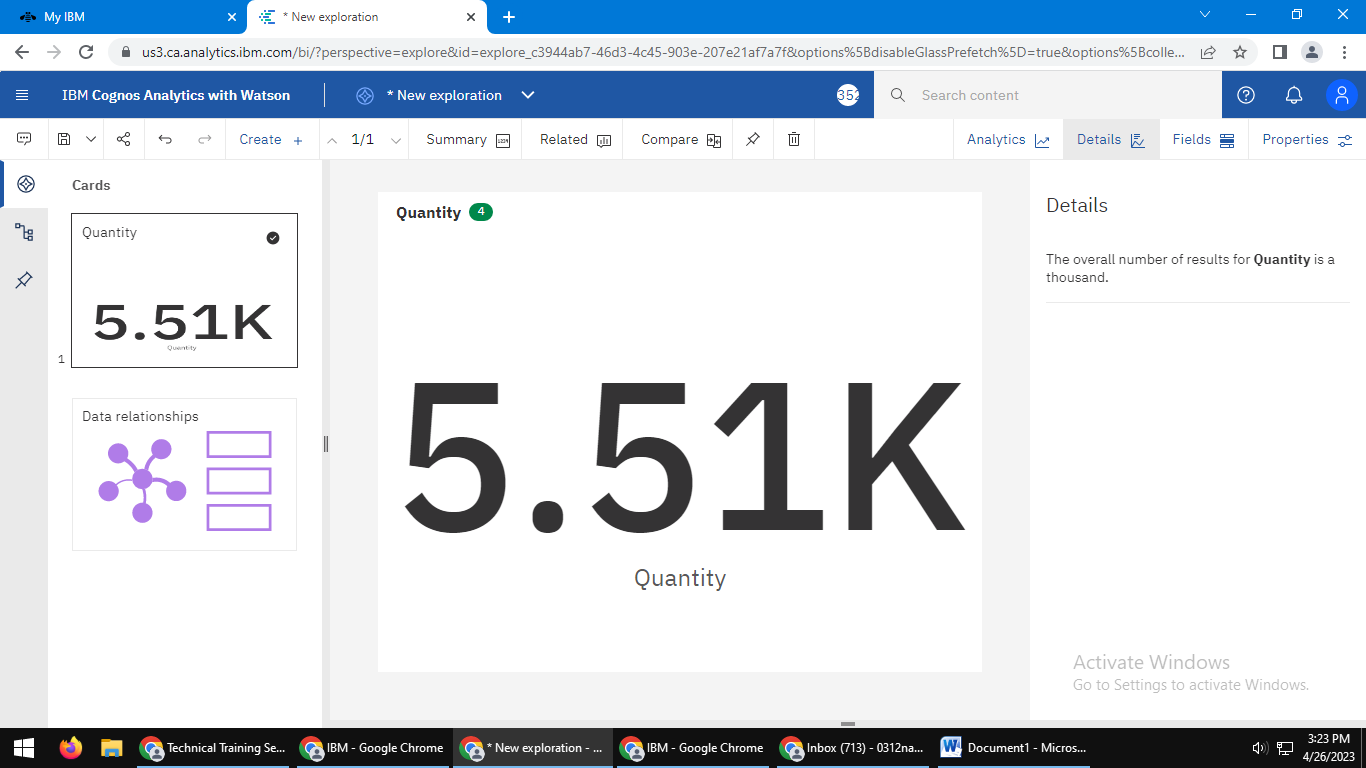 My IBM
* New exploration
us3.ca.analytics.ibm.com/bi/?perspective=explore&id=explore_c3944ab7-46d3-4c45-903e-207e21af7a7f&options%5BdisableGlassPrefetch%5D=true&options%5Bcolle...
IBM Cognos Analytics with Watson
* New exploration
352
Search content
Create +
1/1
Summary
Related
Compare
Analytics
Details
Fields
Properties
Cards
Quantity
5.51K
Quantity
1
Data relationships
Quantity 4
5.51K
Quantity
Details
The overall number of results for Quantity is a
thousand.
Activate Windows
Go to Settings to activate Windows.
Technical Training Se...
IBM - Google Chrome
* New exploration - ...
IBM - Google Chrome
Inbox (713) - 0312na...
Document1 - Micros...
3:23 PM
4/26/2023